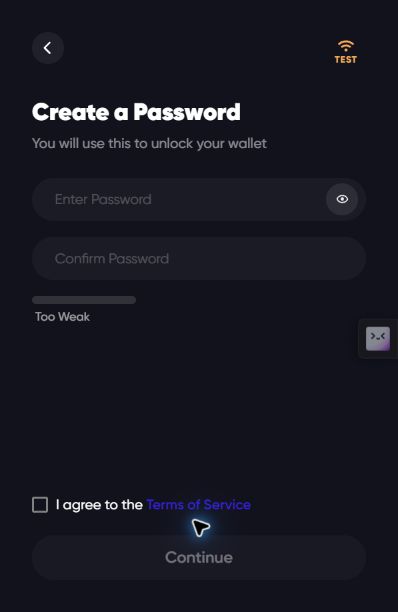 TEST
Create a Password
You will use this to unlock your wallet
Enter Password
Confirm Password
Too Weak
I agree to the Terms of Service
Continue